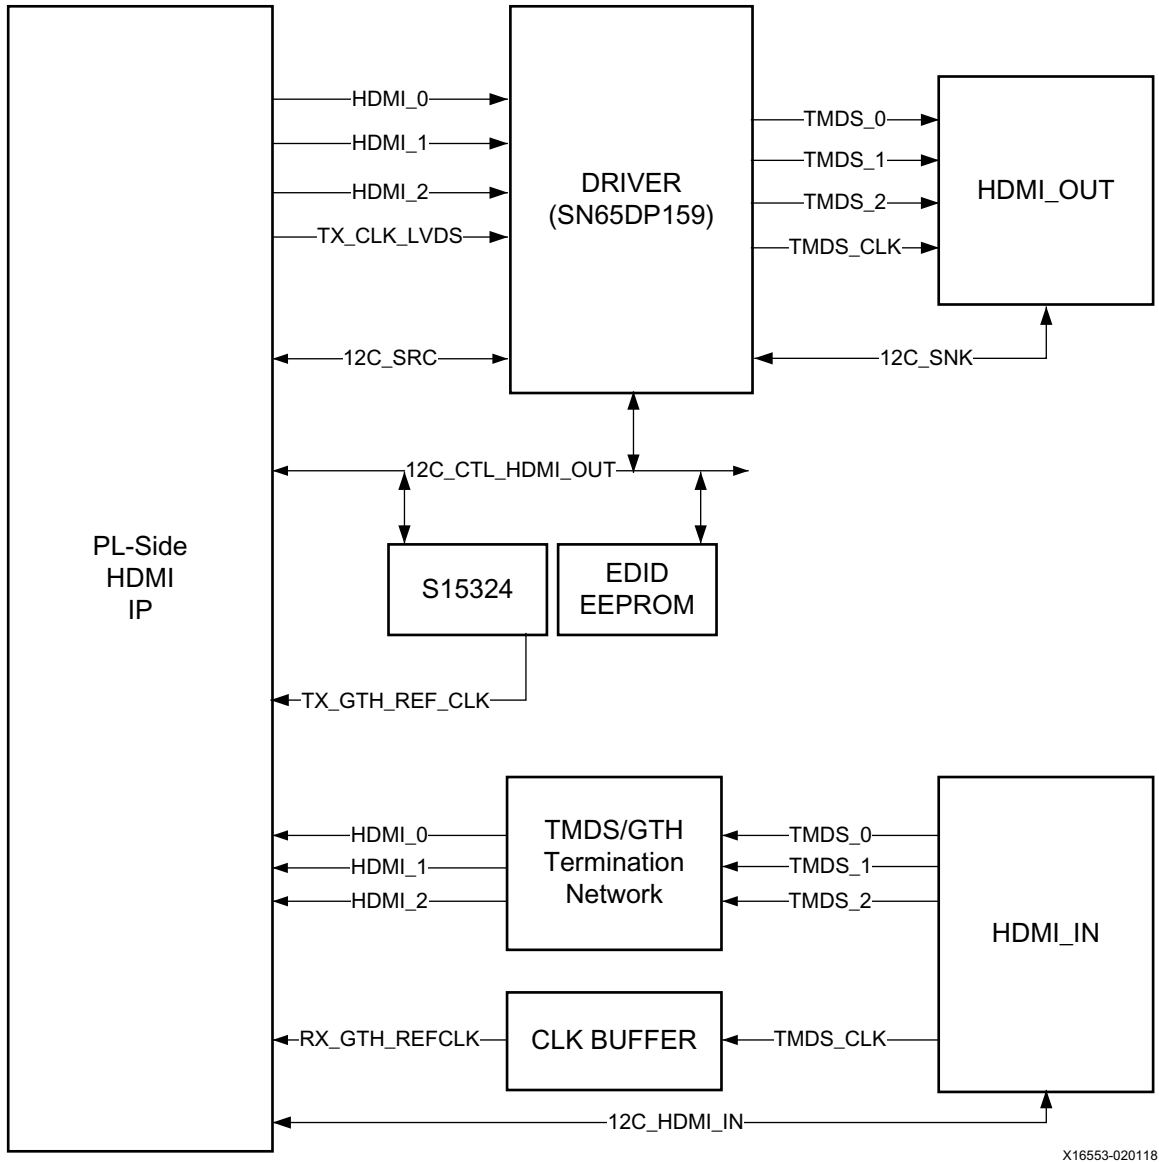 HDMI_0
HDMI_1
HDMI_2
TX_CLK_LVDS
12C_SRC
DRIVER
(SN65DP159)
TMDS_0
TMDS_1
TMDS_2
TMDS_CLK
HDMI_OUT
12C_SNK
12C_CTL_HDMI_OUT
PL-Side
HDMI
IP
S15324
EDID
EEPROM
TX_GTH_REF_CLK
HDMI_0
HDMI_1
HDMI_2
TMDS/GTH
Termination
Network
TMDS_0
TMDS_1
TMDS_2
HDMI_IN
RX_GTH_REFCLK
CLK BUFFER
TMDS_CLK
12C_HDMI_IN
X16553-020118